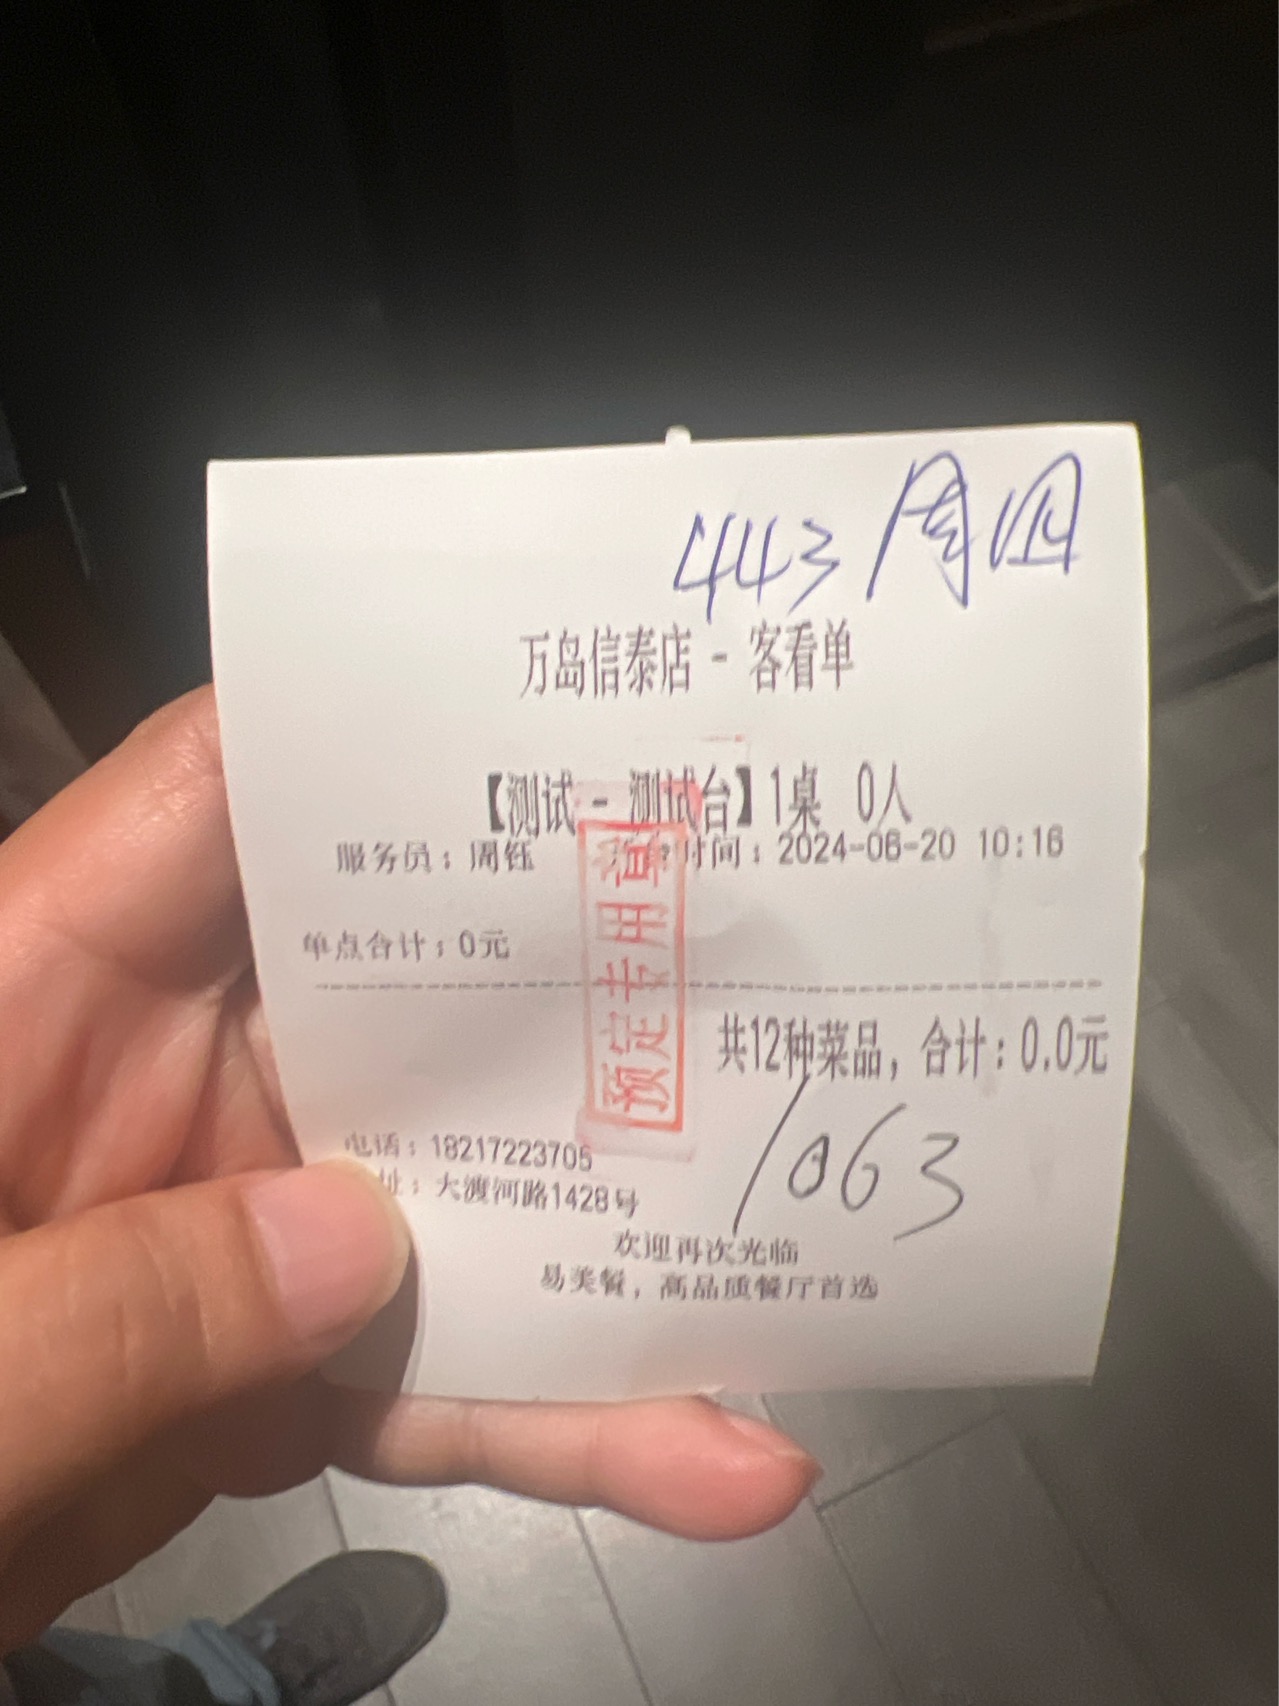 443 周四
万岛信泰店 - 客看单
【测试 - 测试台】1桌 0人
服务员：周钰 时间：2024-06-20 10:16
单点合计：0元
共12种菜品，合计：0.0元
1063
预定专用章
电话：18217223705
址：大渡河路1428号
欢迎再次光临
易美餐，高品质餐厅首选